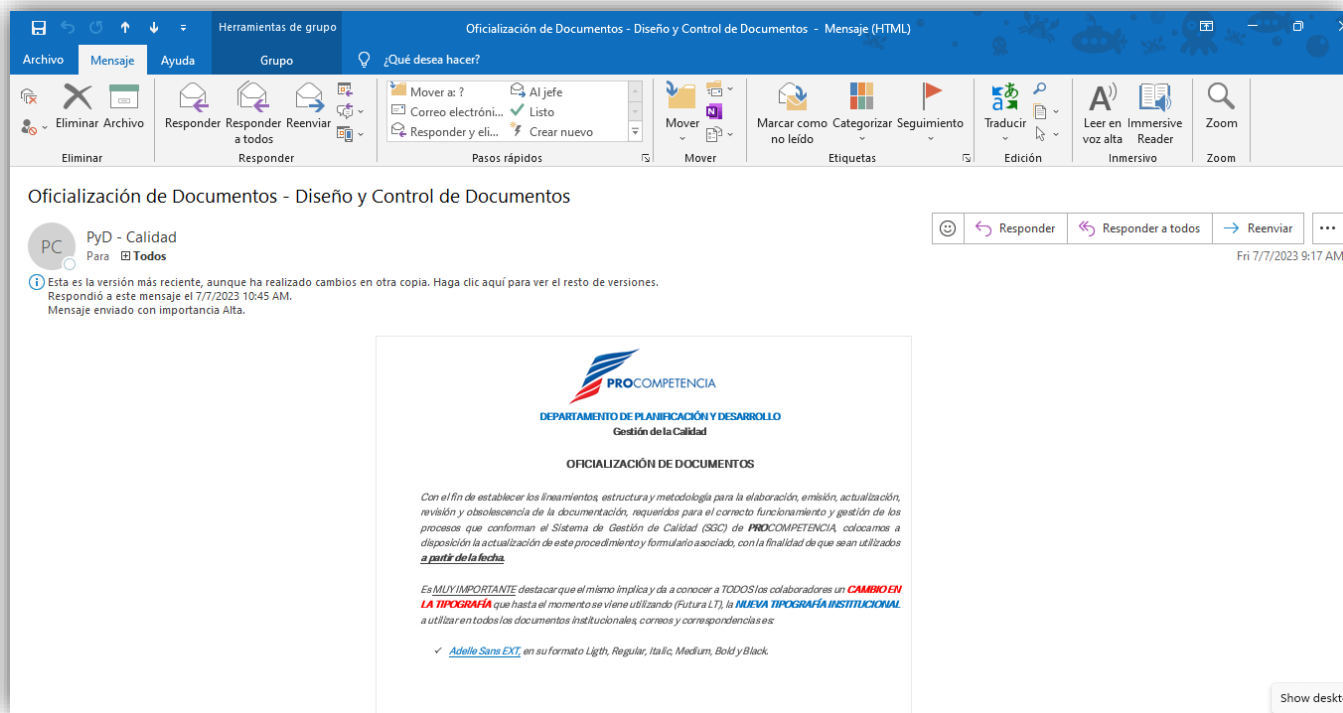 Herramientas de grupo
Oficialización de Documentos - Diseño y Control de Documentos - Mensaje (HTML)
Archivo Mensaje Ayuda Grupo ¿Qué desea hacer?
Mover a: ? Al jefe
Correo electróni... Listo
Responder y eli... Crear nuevo
Eliminar Archivo
Responder Responder a todos Reenviar
Mover
Marcar como no leído Categorizar Seguimiento
Traducir
Leer en voz alta Immersive Reader
Zoom
Eliminar Responder Pasos rápidos Mover Etiquetas Edición Inmersivo Zoom
Oficialización de Documentos - Diseño y Control de Documentos
PC
PyD - Calidad
Para Todos
Responder Responder a todos Reenviar
Fri 7/7/2023 9:17 AM
Esta es la versión más reciente, aunque ha realizado cambios en otra copia. Haga clic aquí para ver el resto de versiones.
Respondió a este mensaje el 7/7/2023 10:45 AM.
Mensaje enviado con importancia Alta.
PROCOMPETENCIA
DEPARTAMENTO DE PLANIFICACIÓN Y DESARROLLO
Gestión de la Calidad
OFICIALIZACIÓN DE DOCUMENTOS
Con el fin de establecer los lineamientos, estructura y metodología para la elaboración, emisión, actualización,
revisión y obsolescencia de la documentación, requeridos para el correcto funcionamiento y gestión de los
procesos que conforman el Sistema de Gestión de Calidad (SGC) de PROCOMPETENCIA, colocamos a
disposición la actualización de este procedimiento y formulario asociado, con la finalidad de que sean utilizados
a partir de la fecha.
Es MUY IMPORTANTE destacar que el mismo implica y da a conocer a TODOS los colaboradores un CAMBIO EN
LA TIPOGRAFÍA que hasta el momento se viene utilizando (Futura LT), la NUEVA TIPOGRAFÍA INSTITUCIONAL
a utilizar en todos los documentos institucionales, correos y correspondencias es:
✓ Adelle Sans EXT, en su formato Ligth, Regular, Italic, Medium, Bold y Black.
Show deskt